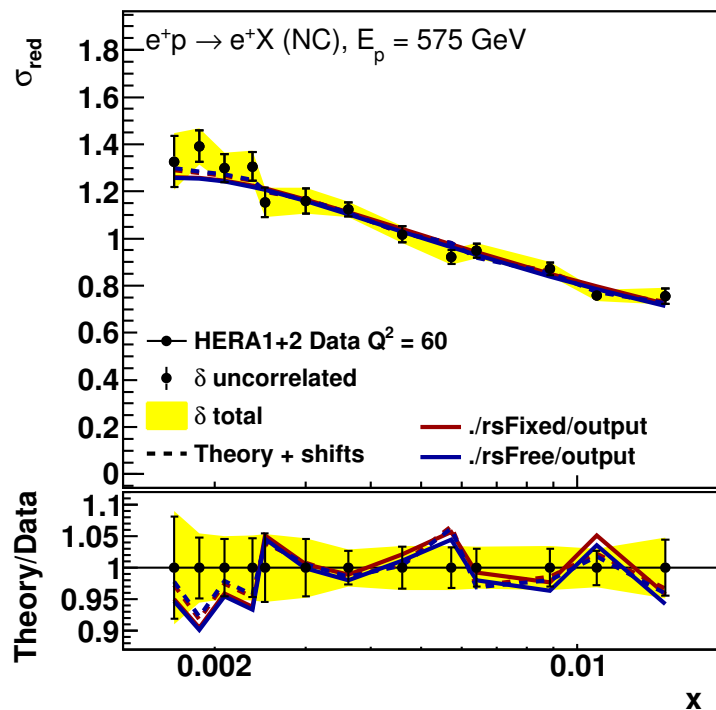 e⁺p → e⁺X (NC), E_p = 575 GeV
σ_red
1.8
1.6
1.4
1.2
1
0.8
0.6
0.4
0.2
0
HERA1+2 Data Q² = 60
δ uncorrelated
δ total
Theory + shifts
./rsFixed/output
./rsFree/output
Theory/Data
1.1
1.05
1
0.95
0.9
0.002
0.01
x